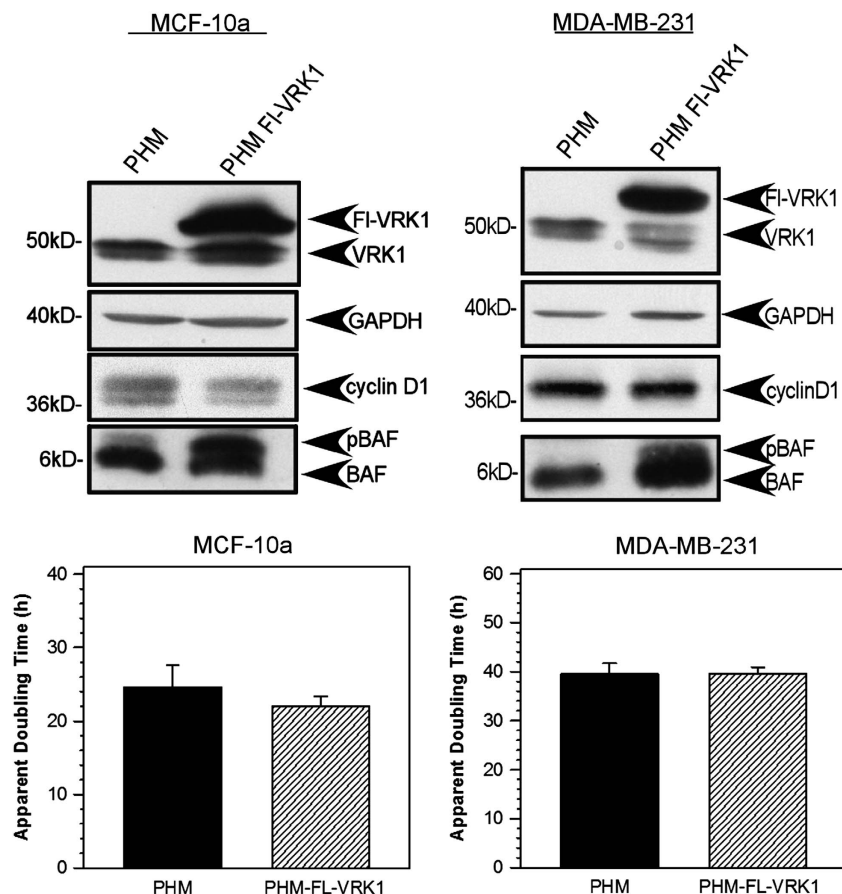 MCF-10a
PHM
PHM Fl-VRK1
50kD-
Fl-VRK1
VRK1
40kD-
GAPDH
36kD-
cyclin D1
6kD-
pBAF
BAF
MDA-MB-231
PHM
PHM Fl-VRK1
50kD-
Fl-VRK1
VRK1
40kD-
GAPDH
36kD-
cyclinD1
6kD-
pBAF
BAF
MCF-10a
Apparent Doubling Time (h)
40
30
20
10
0
PHM
PHM-FL-VRK1
MDA-MB-231
Apparent Doubling Time (h)
60
50
40
30
20
10
0
PHM
PHM-FL-VRK1